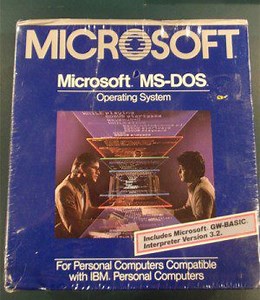 MICROSOFT®
Microsoft® MS-DOS®
Operating System
Includes Microsoft® GW-BASIC®
Interpreter Version 3.2.
For Personal Computers Compatible
with IBM® Personal Computers